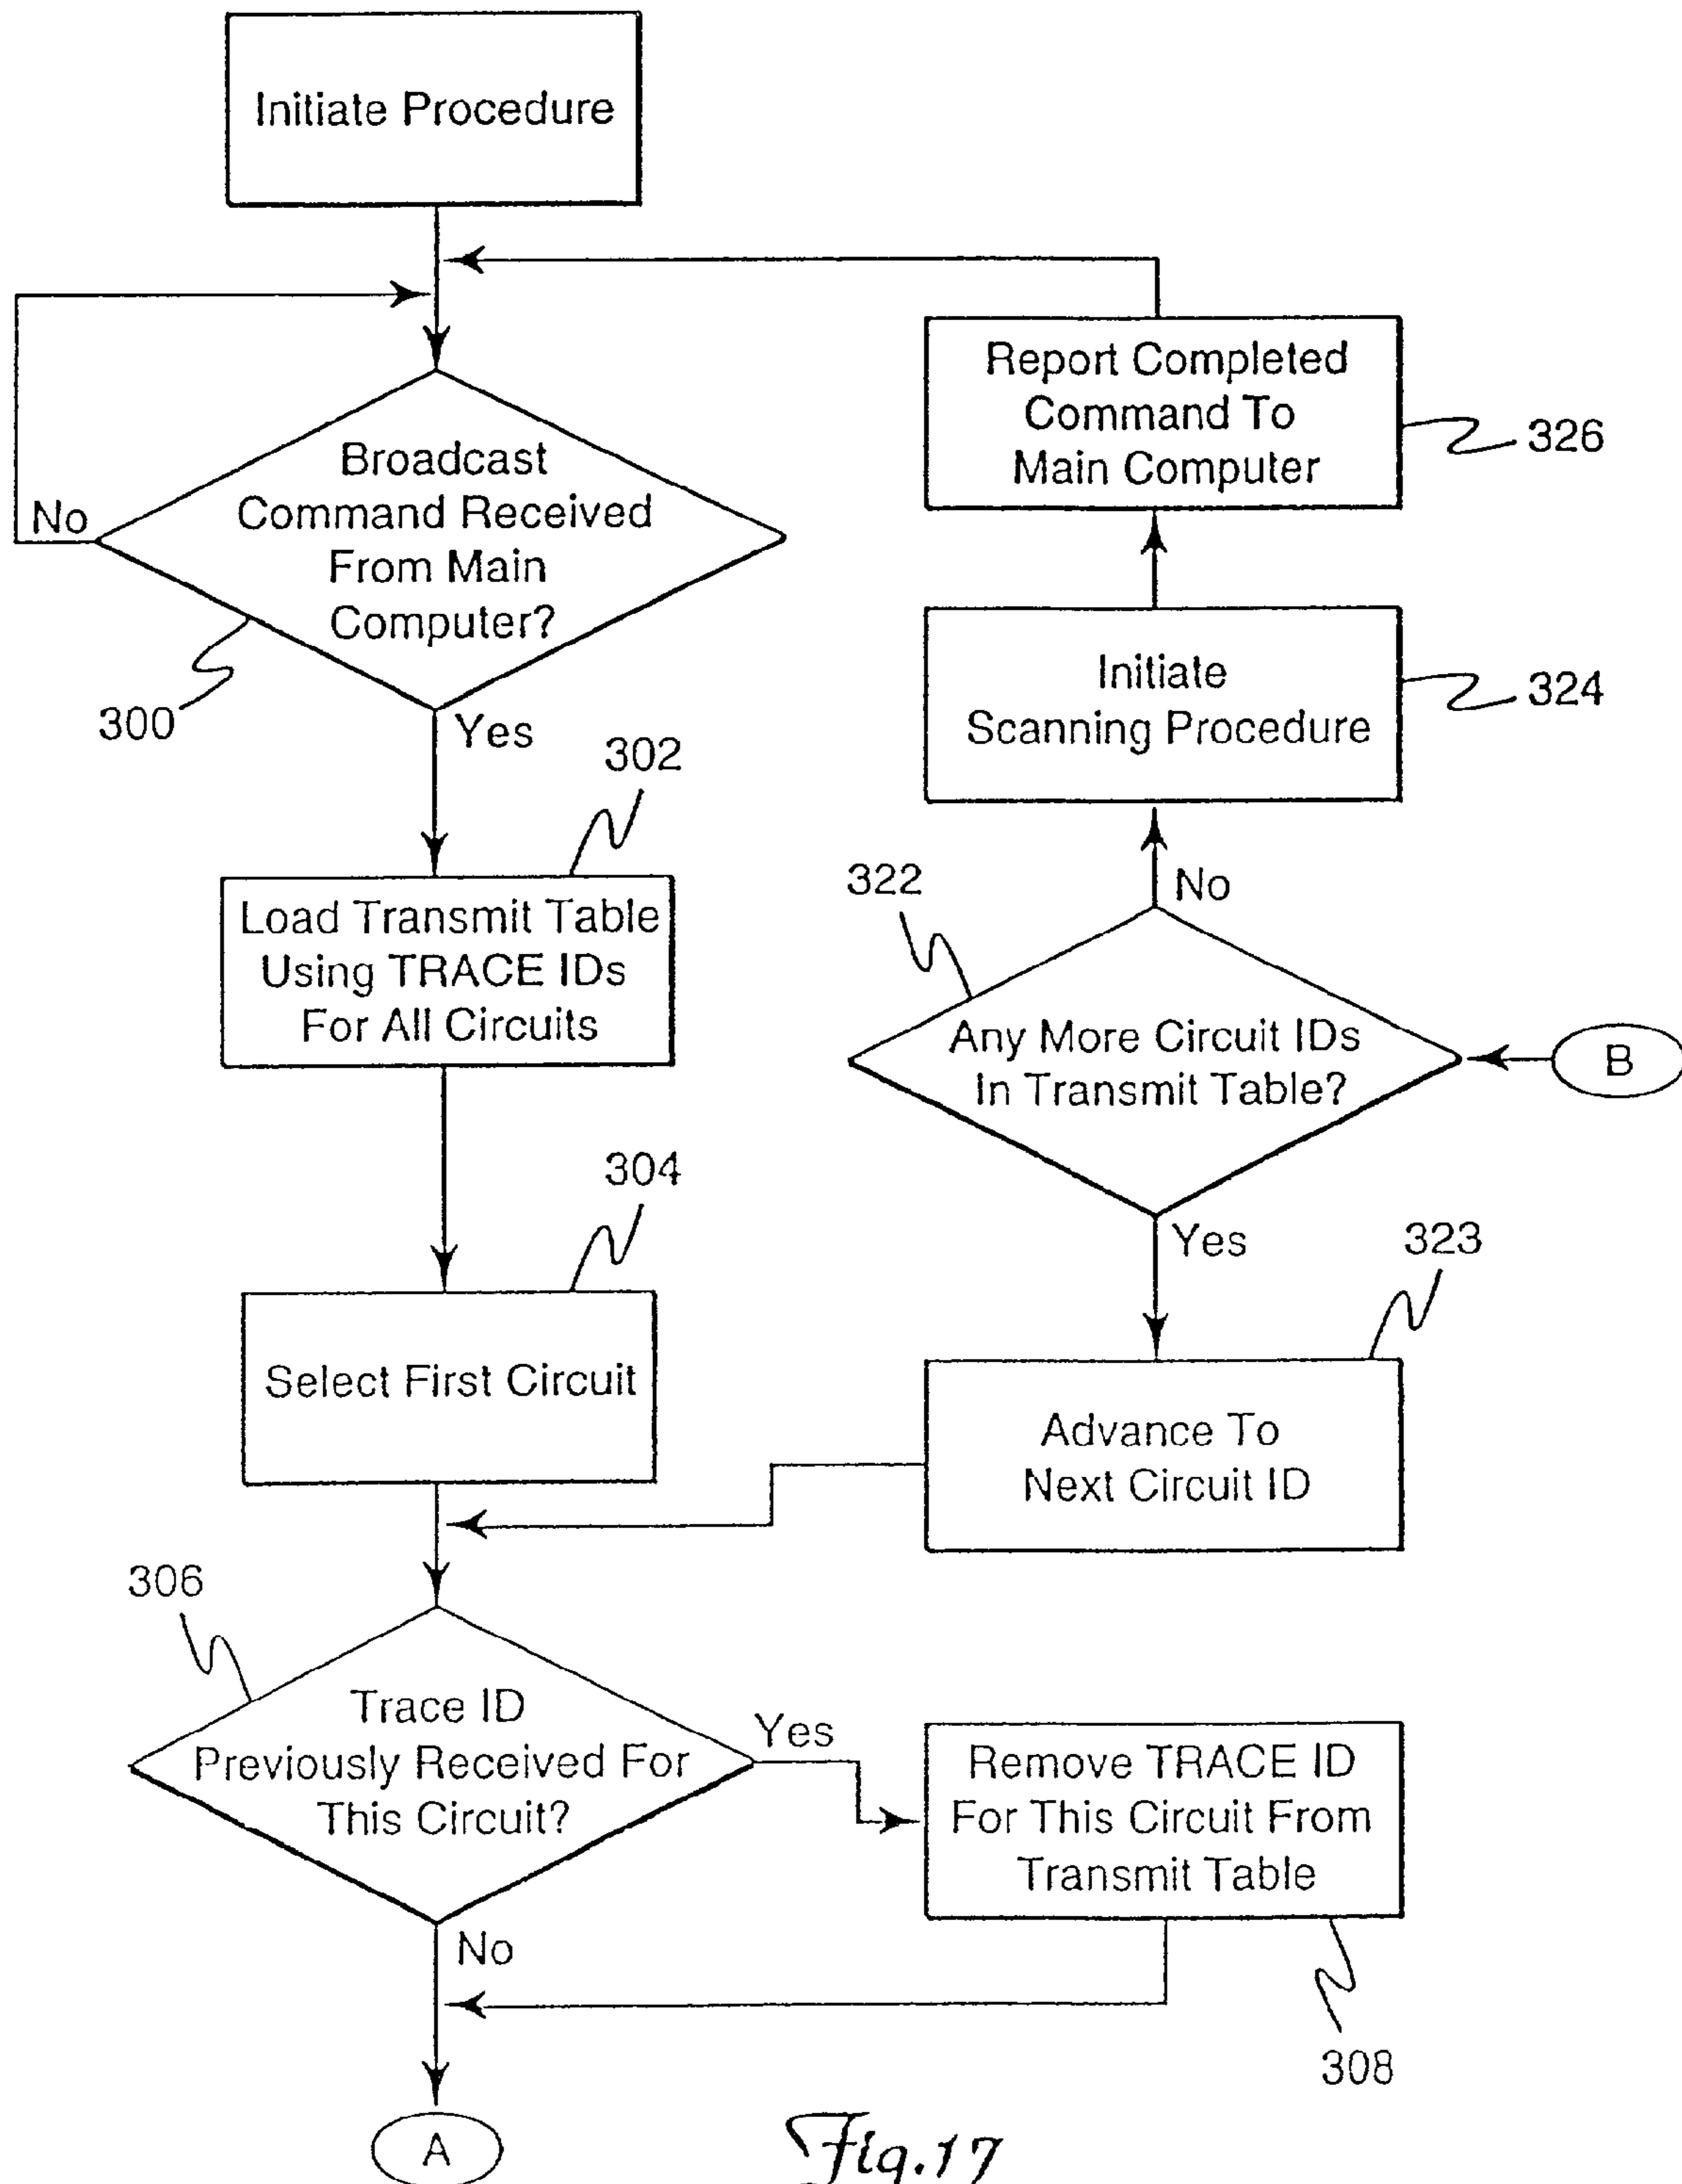 Initiate Procedure
Broadcast
Command Received
From Main
Computer?
No
300
Yes
302
Load Transmit Table
Using TRACE IDs
For All Circuits
304
Select First Circuit
306
Trace ID
Previously Received For
This Circuit?
Yes
No
A
Remove TRACE ID
For This Circuit From
Transmit Table
308
Report Completed
Command To
Main Computer
326
Initiate
Scanning Procedure
324
322
No
Any More Circuit IDs
In Transmit Table?
B
Yes
323
Advance To
Next Circuit ID
Fig.17